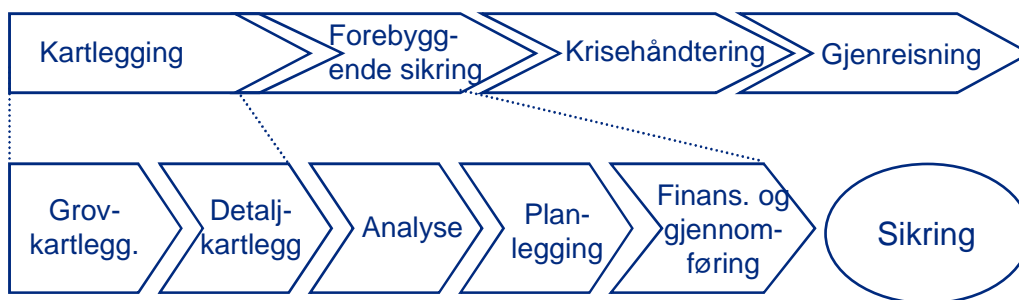 Kartlegging
Forebygg-
ende sikring
Krisehåndtering
Gjenreisning
Grov-
kartlegg.
Detalj-
kartlegg
Analyse
Plan-
legging
Finans. og
gjennom-
føring
Sikring